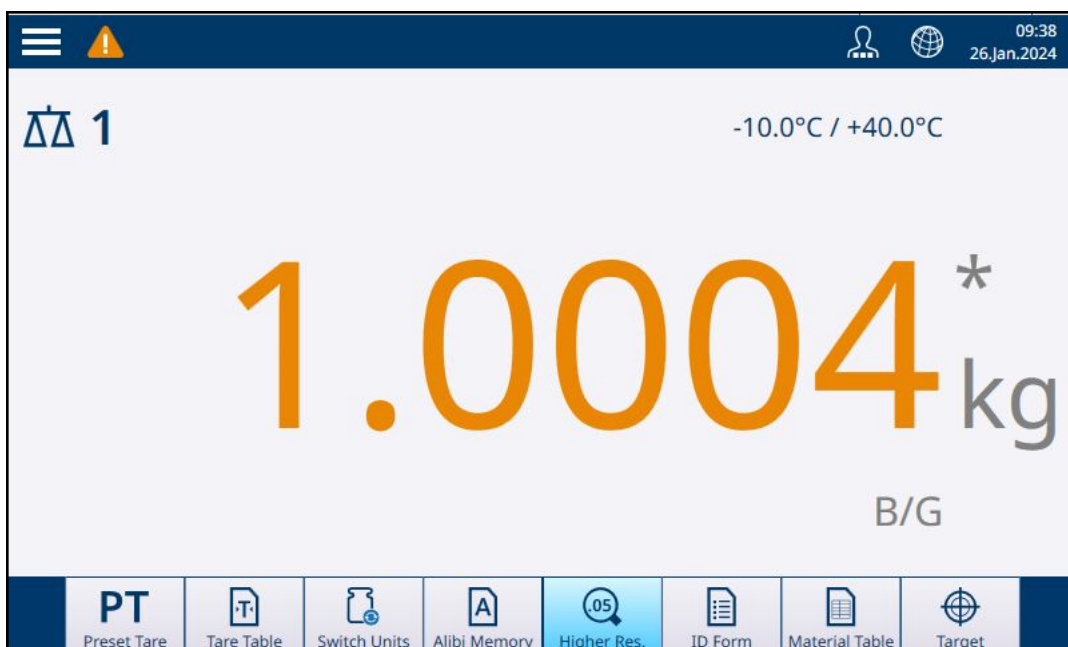 09:38
26.Jan.2024
1
-10.0°C / +40.0°C
1.0004 * kg
B/G
PT
Preset Tare
T
Tare Table
Switch Units
A
Alibi Memory
.05
Higher Res.
ID Form
Material Table
Target